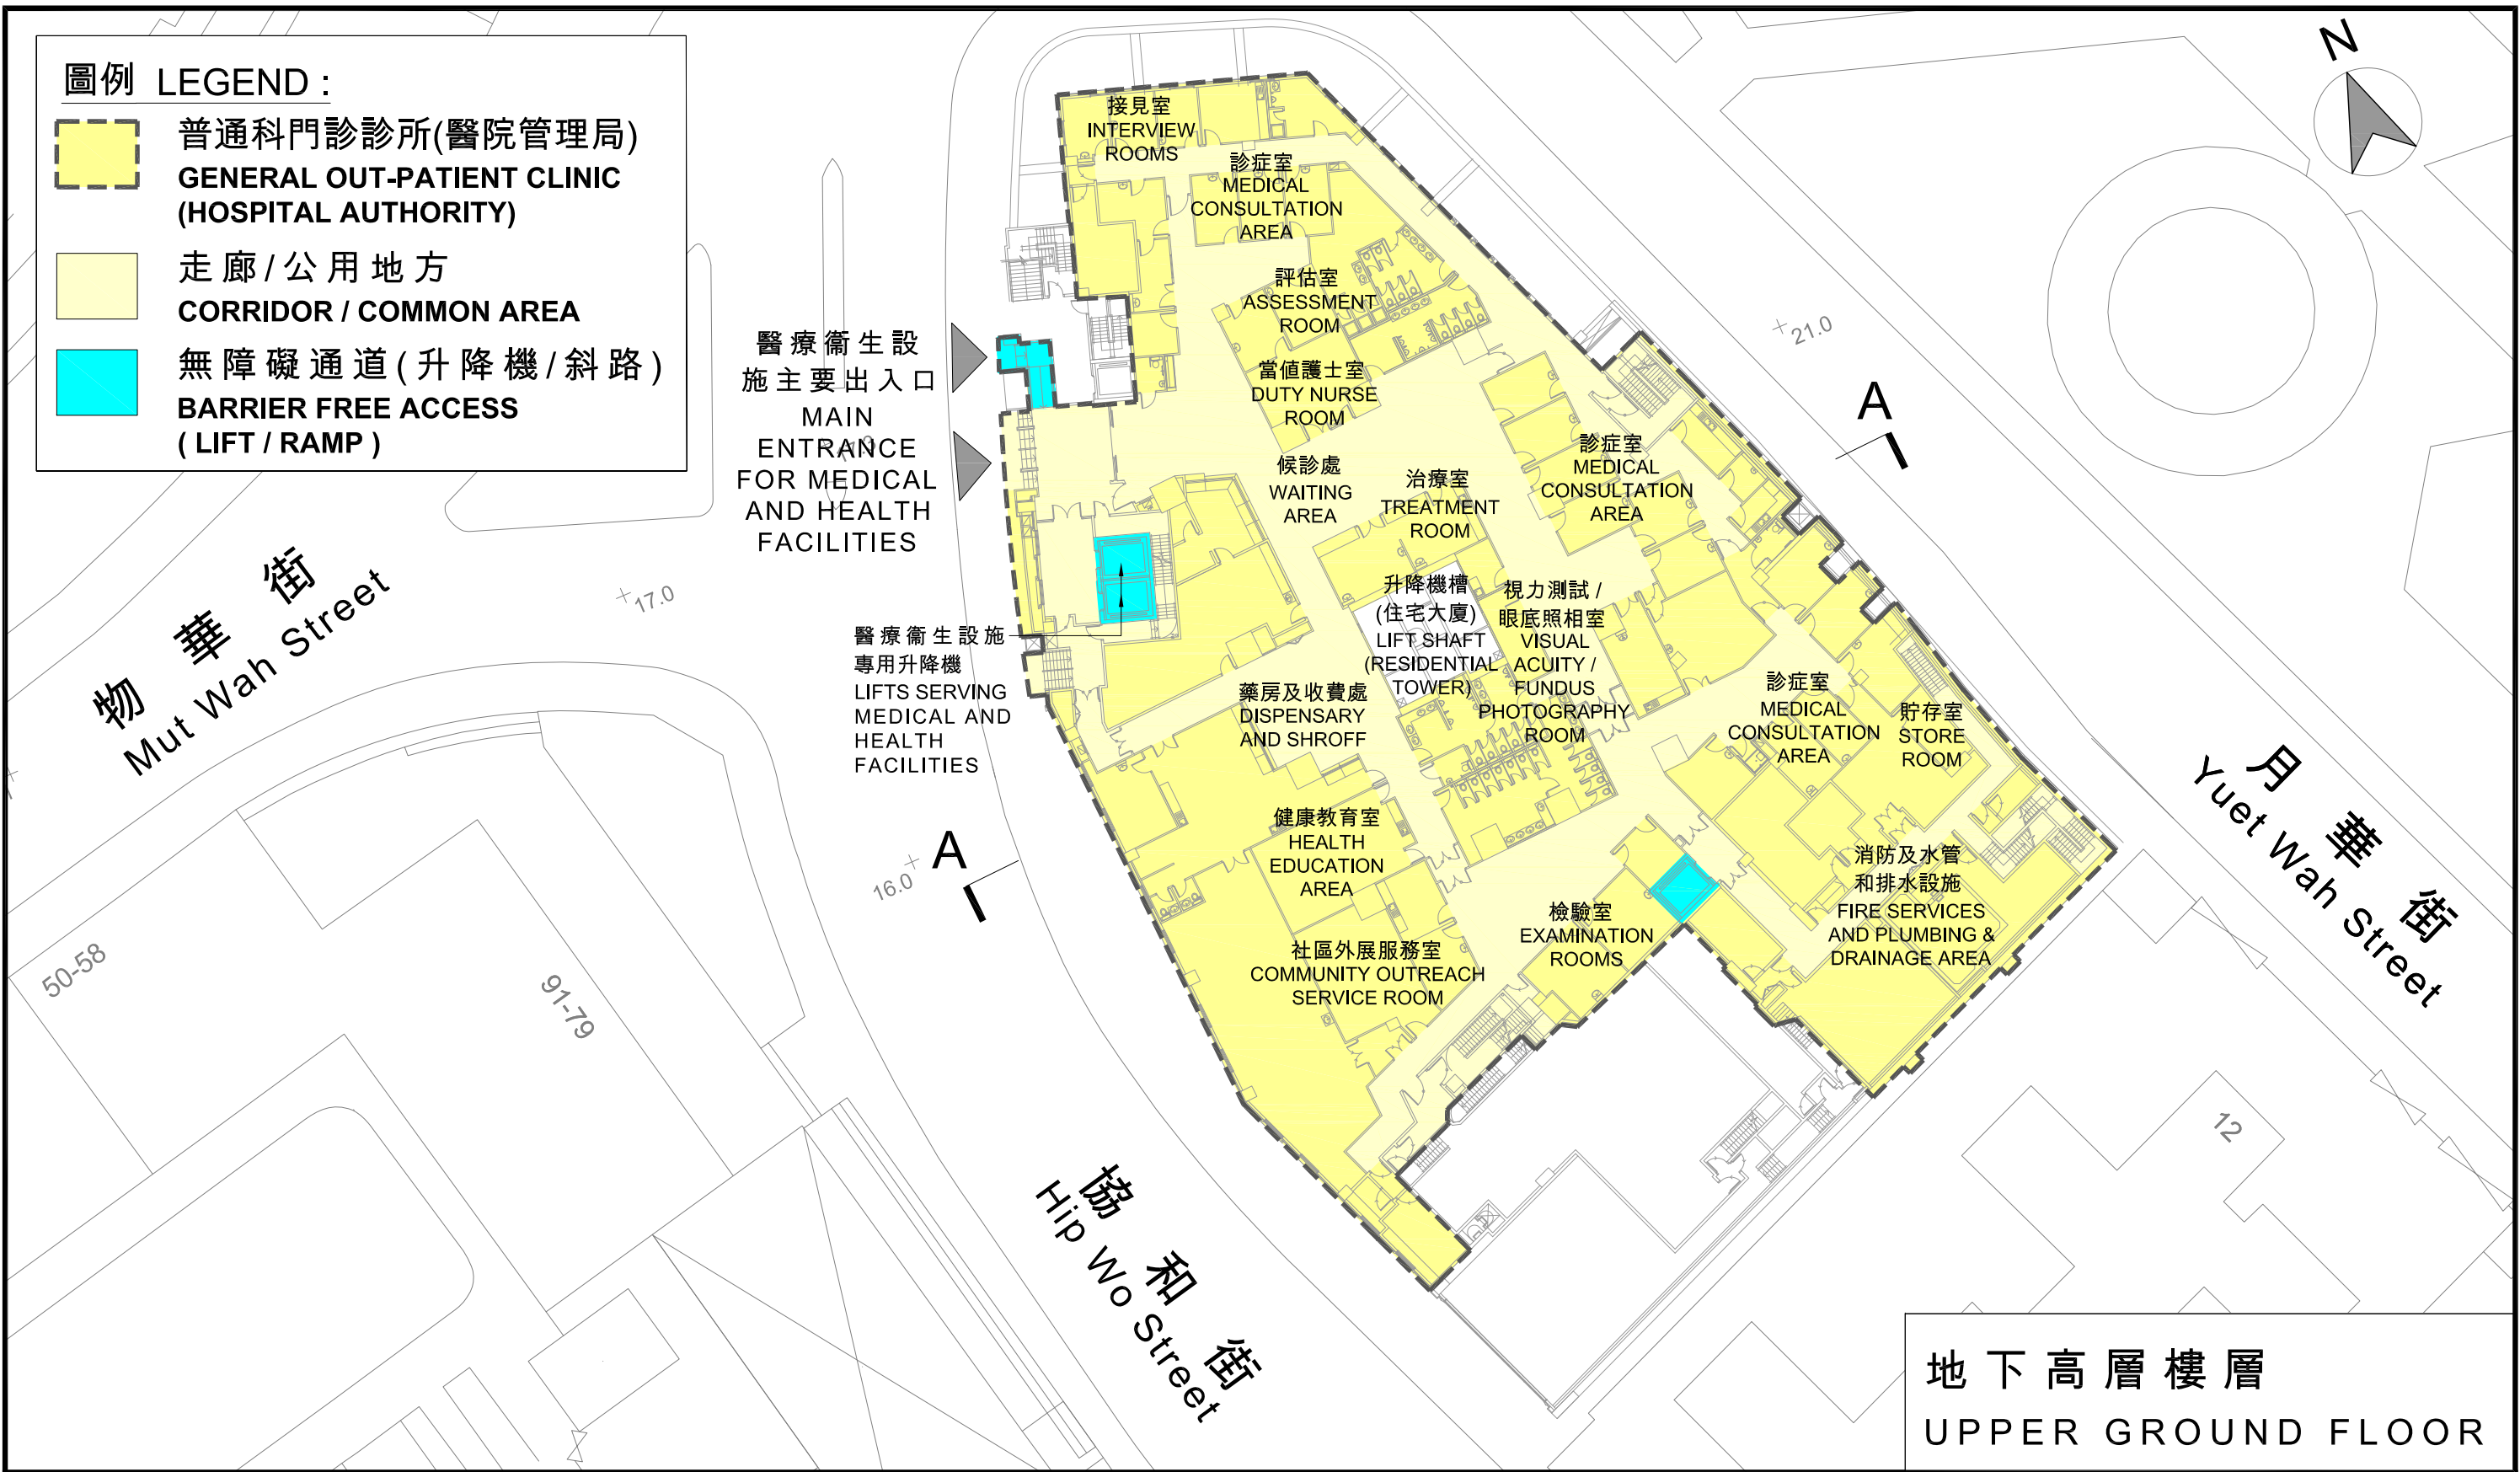 圖例 LEGEND :
普通科門診診所(醫院管理局)
GENERAL OUT-PATIENT CLINIC
(HOSPITAL AUTHORITY)
走廊/公用地方
CORRIDOR / COMMON AREA
無障礙通道(升降機/斜路)
BARRIER FREE ACCESS
( LIFT / RAMP )
N
接見室
INTERVIEW
ROOMS
診症室
MEDICAL
CONSULTATION
AREA
評估室
ASSESSMENT
ROOM
當值護士室
DUTY NURSE
ROOM
醫療衞生設
施主要出入口
MAIN
ENTRANCE
FOR MEDICAL
AND HEALTH
FACILITIES
21.0
A
候診處
WAITING
AREA
治療室
TREATMENT
ROOM
診症室
MEDICAL
CONSULTATION
AREA
升降機槽
(住宅大廈)
LIFT SHAFT
(RESIDENTIAL
TOWER)
視力測試 /
眼底照相室
VISUAL
ACUITY /
FUNDUS
PHOTOGRAPHY
ROOM
物華街
Mut Wah Street
17.0
醫療衞生設施
專用升降機
LIFTS SERVING
MEDICAL AND
HEALTH
FACILITIES
藥房及收費處
DISPENSARY
AND SHROFF
診症室
MEDICAL
CONSULTATION
AREA
貯存室
STORE
ROOM
月華街
Yuet Wah Street
A
16.0
健康教育室
HEALTH
EDUCATION
AREA
社區外展服務室
COMMUNITY OUTREACH
SERVICE ROOM
檢驗室
EXAMINATION
ROOMS
消防及水管
和排水設施
FIRE SERVICES
AND PLUMBING &
DRAINAGE AREA
50-58
91-79
12
協和街
Hip Wo Street
地下高層樓層
UPPER GROUND FLOOR